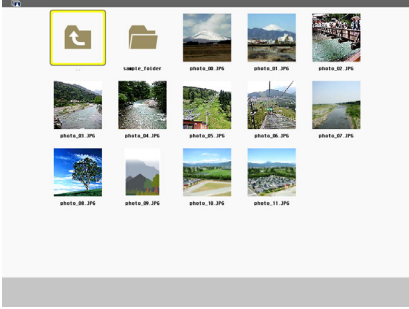 ..
sample_folder
photo_00.JPG
photo_01.JPG
photo_02.JPG
photo_03.JPG
photo_04.JPG
photo_05.JPG
photo_06.JPG
photo_07.JPG
photo_08.JPG
photo_09.JPG
photo_10.JPG
photo_11.JPG